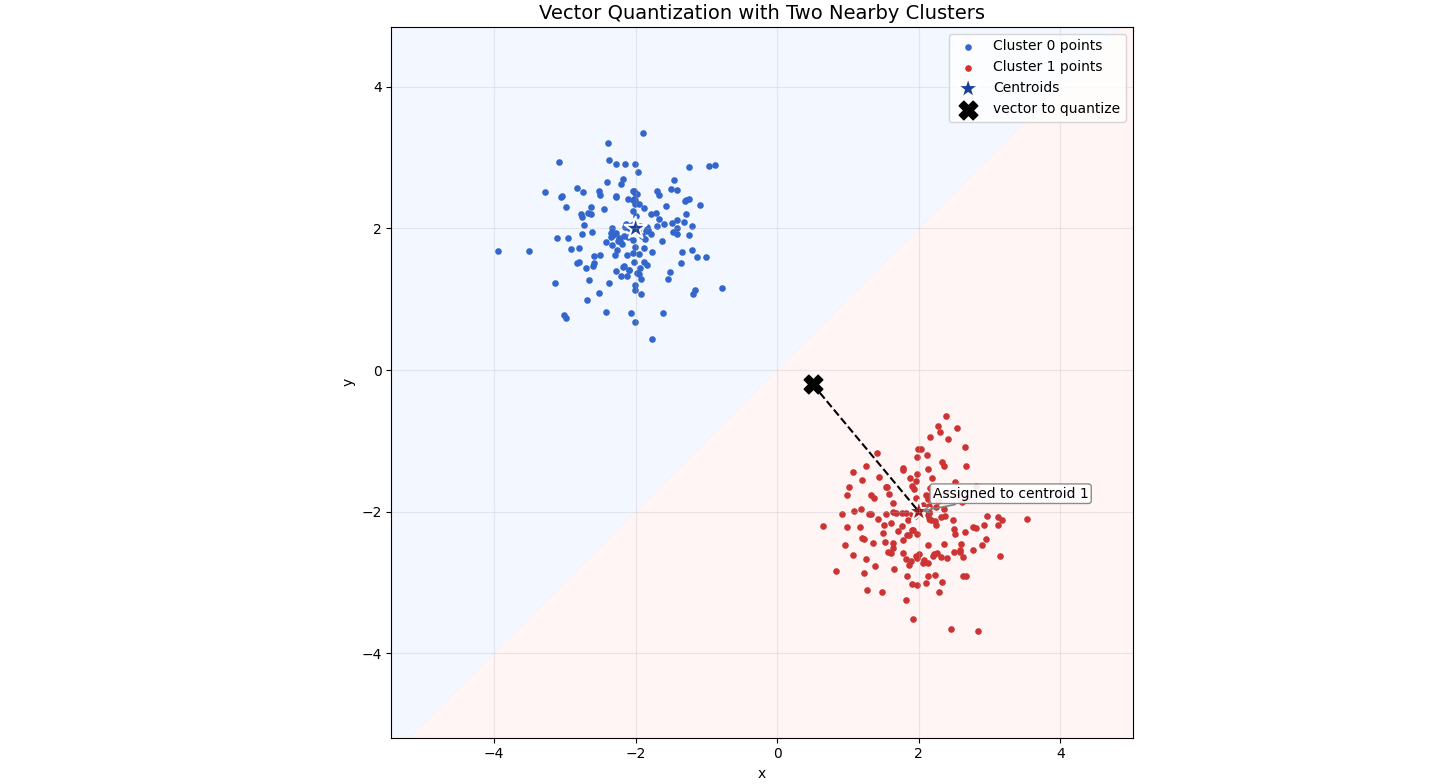 Vector Quantization with Two Nearby Clusters
Cluster 0 points
Cluster 1 points
Centroids
vector to quantize
4
2
0
−2
−4
y
Assigned to centroid 1
−4
−2
0
2
4
x